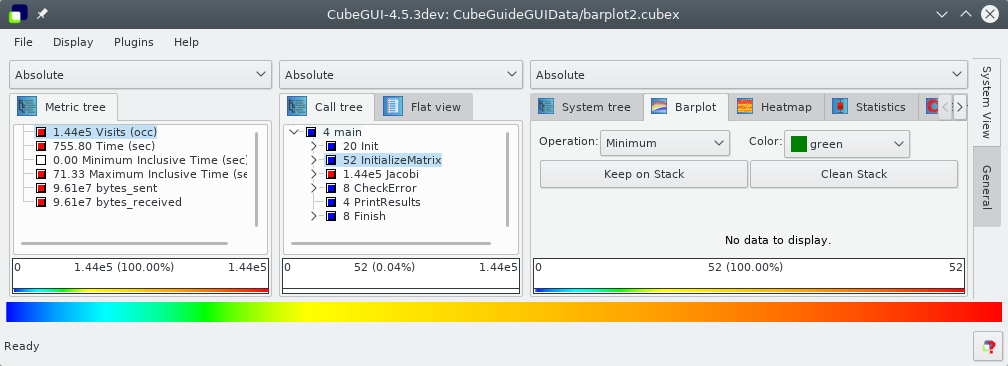 CubeGUI-4.5.3dev: CubeGuideGUIData/barplot2.cubex
File Display Plugins Help
Absolute Absolute Absolute
Metric tree Call tree Flat view System tree Barplot Heatmap Statistics
1.44e5 Visits (occ)
755.80 Time (sec)
0.00 Minimum Inclusive Time (sec)
71.33 Maximum Inclusive Time (se
9.61e7 bytes_sent
9.61e7 bytes_received
0 1.44e5 (100.00%) 1.44e5
4 main
20 Init
52 InitializeMatrix
1.44e5 Jacobi
8 CheckError
4 PrintResults
8 Finish
0 52 (0.04%) 1.44e5
Operation: Minimum Color: green
Keep on Stack Clean Stack
No data to display.
0 52 (100.00%) 52
System View
General
Ready